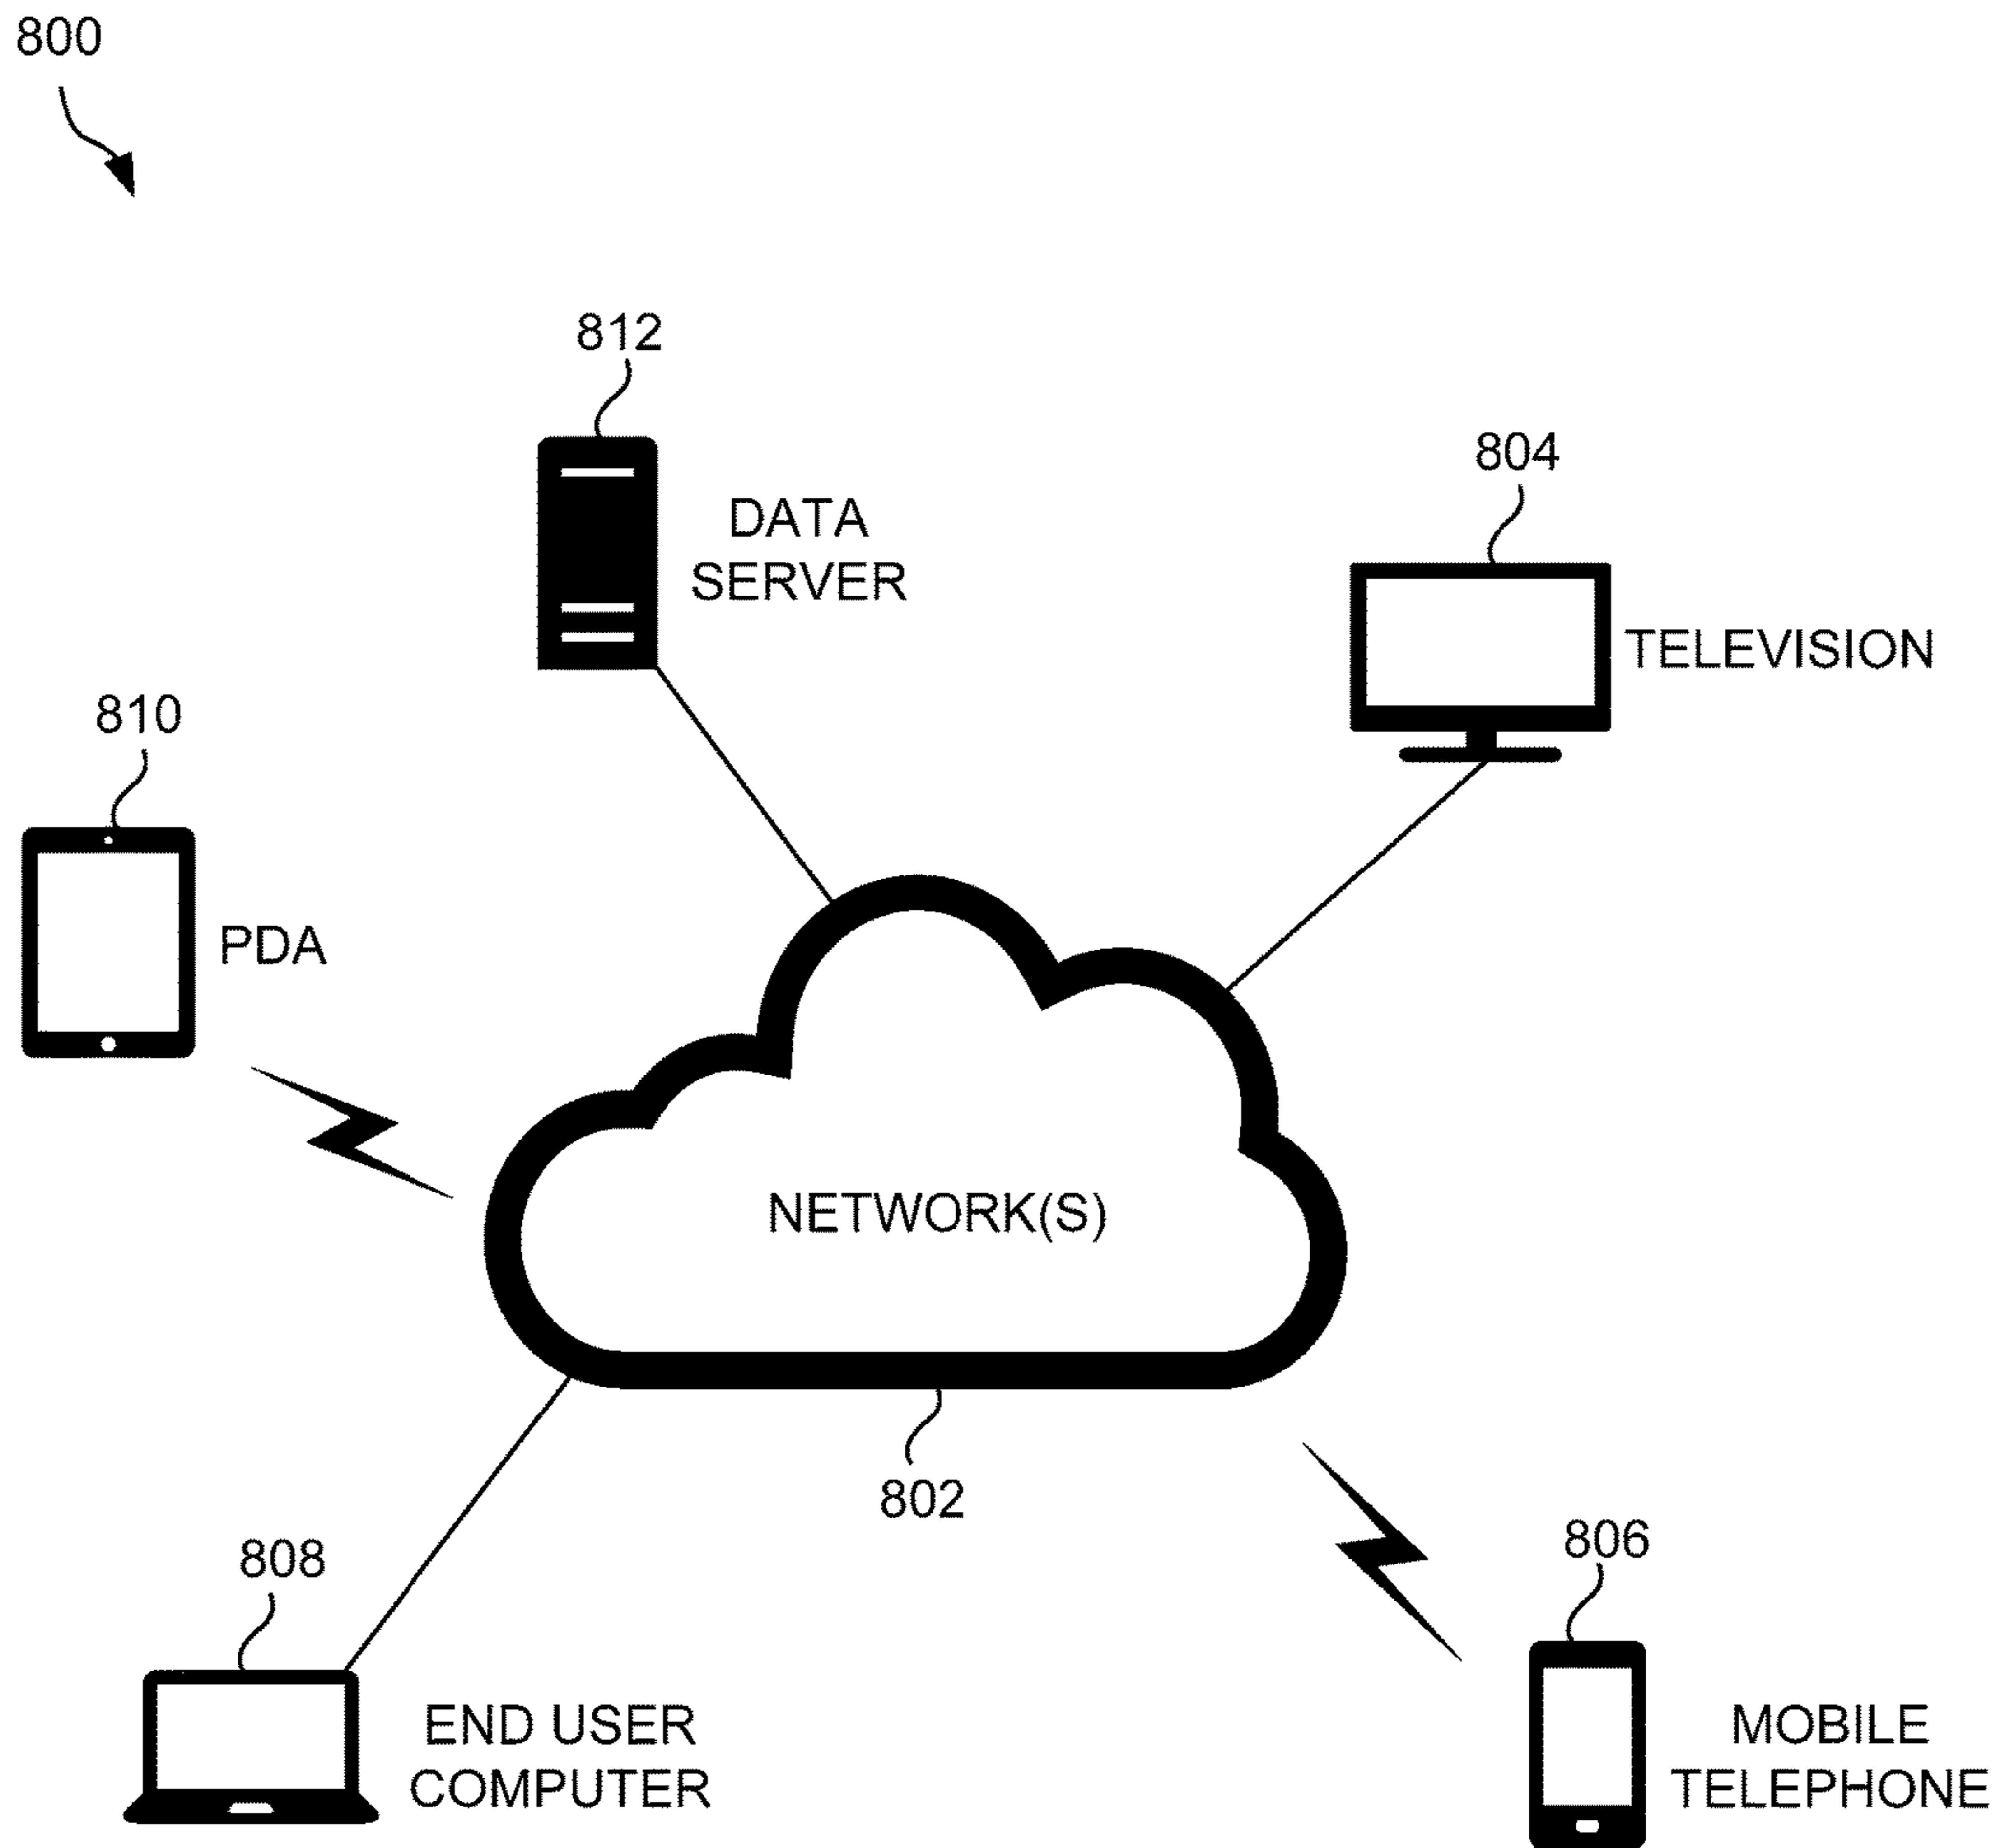 800
812
DATA
SERVER
804
TELEVISION
810
PDA
NETWORK(S)
802
808
END USER
COMPUTER
806
MOBILE
TELEPHONE